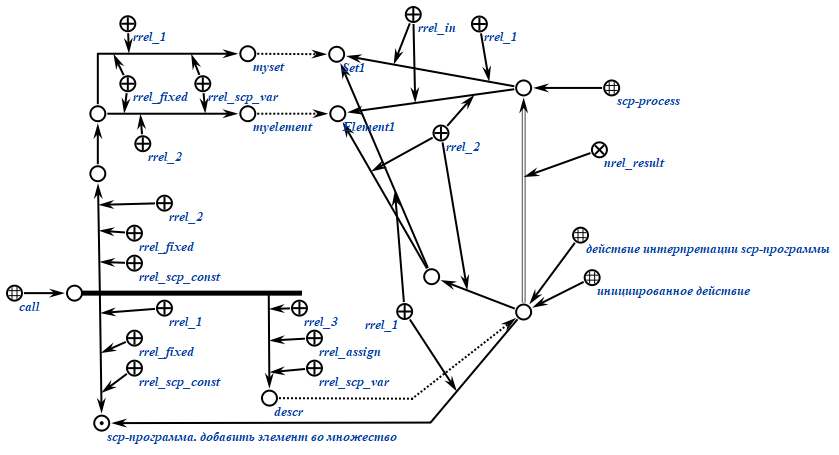 rrel_1
rrel_in
rrel_1
myset
Set1
rrel_fixed
rrel_scp_var
scp-process
myelement
Element1
rrel_2
rrel_2
nrel_result
rrel_2
rrel_fixed
действие интерпретации scp-программы
rrel_scp_const
инициированное действие
call
rrel_1
rrel_3
rrel_1
rrel_fixed
rrel_assign
rrel_scp_const
rrel_scp_var
descr
scp-программа. добавить элемент во множество